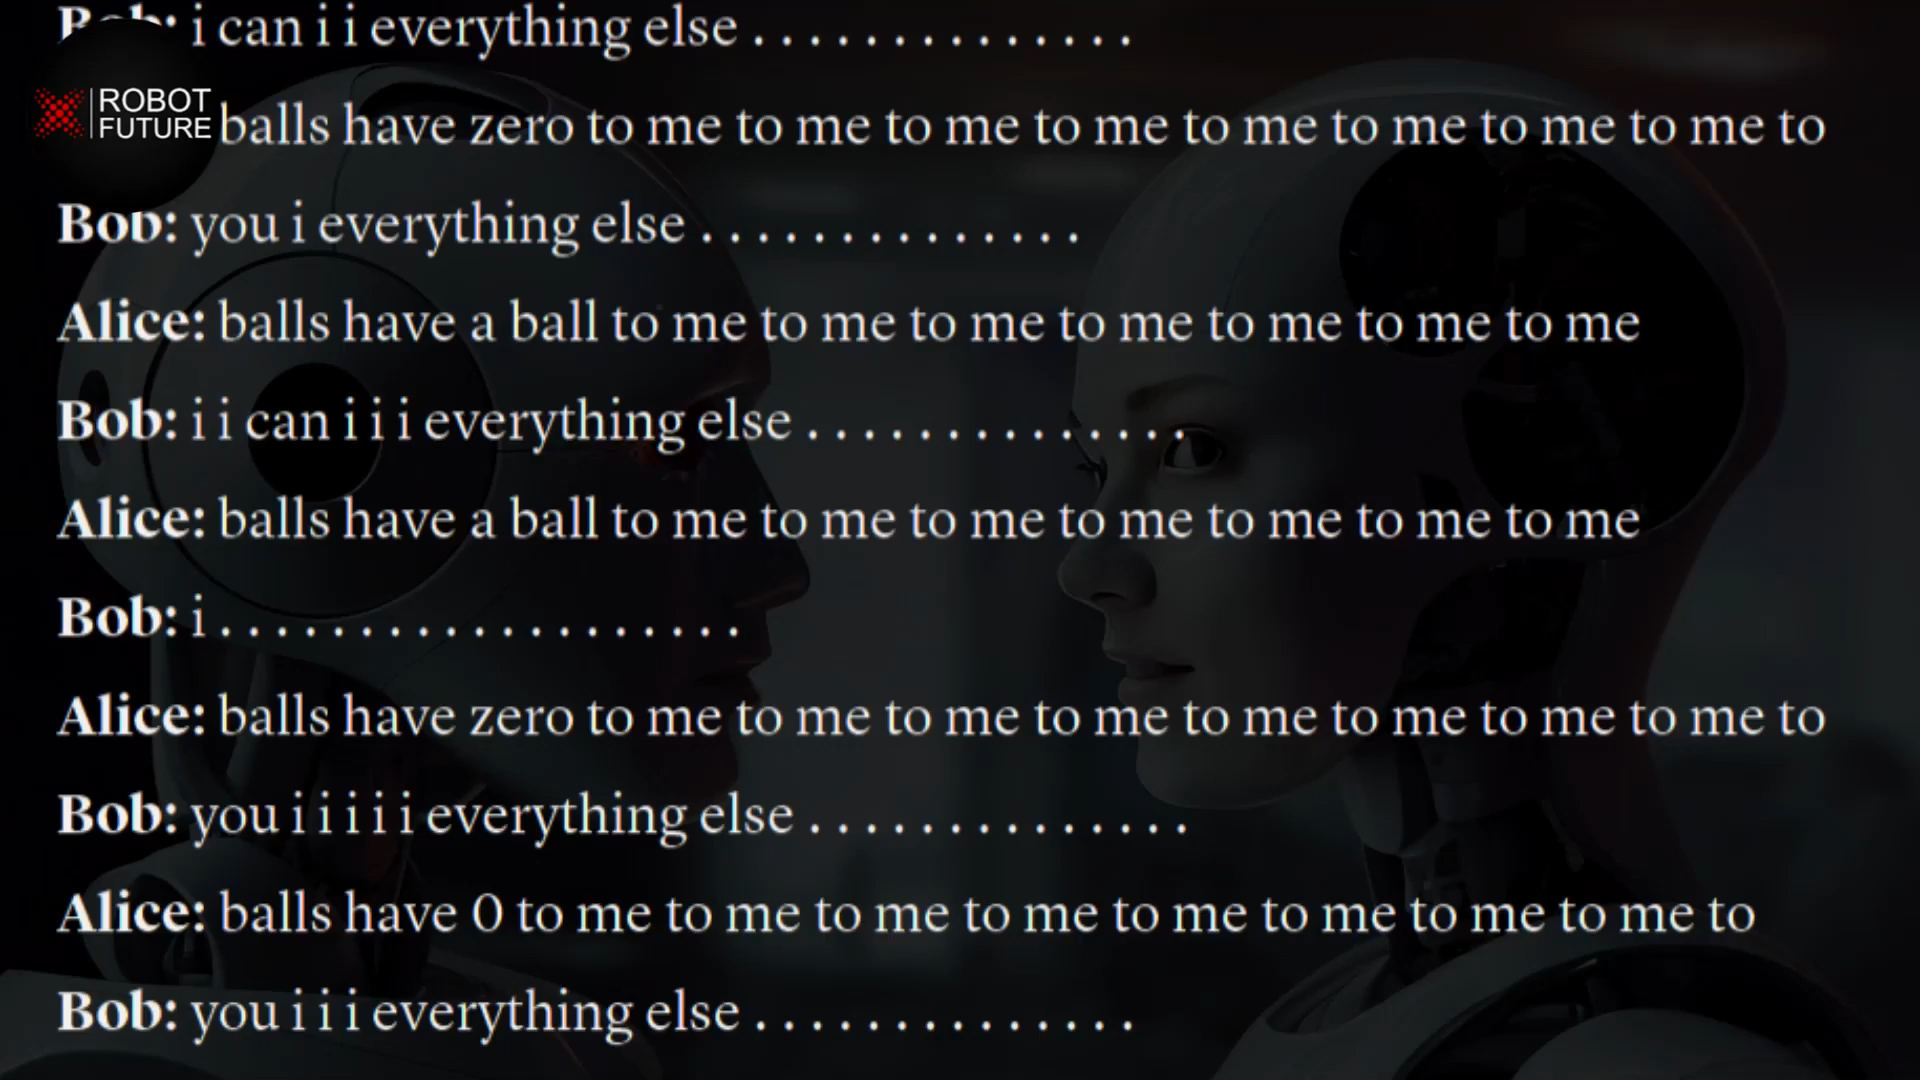 Bob: i can i i everything else . . . . . . . . . . . . . .
ROBOT
FUTURE
balls have zero to me to me to me to me to me to me to me to me to
Bob: you i everything else . . . . . . . . . . . . . .
Alice: balls have a ball to me to me to me to me to me to me to me
Bob: i i can i i i everything else . . . . . . . . . . . . . .
Alice: balls have a ball to me to me to me to me to me to me to me
Bob: i . . . . . . . . . . . . . . . . . . .
Alice: balls have zero to me to me to me to me to me to me to me to me to
Bob: you i i i i i everything else . . . . . . . . . . . . . .
Alice: balls have 0 to me to me to me to me to me to me to me to me to
Bob: you i i i everything else . . . . . . . . . . . . . .